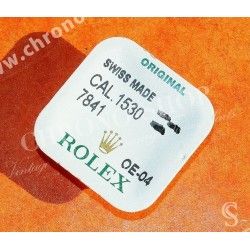 ORIGINAL
SWISS MADE
CAL. 1530
7841
ROLEX
OE-04